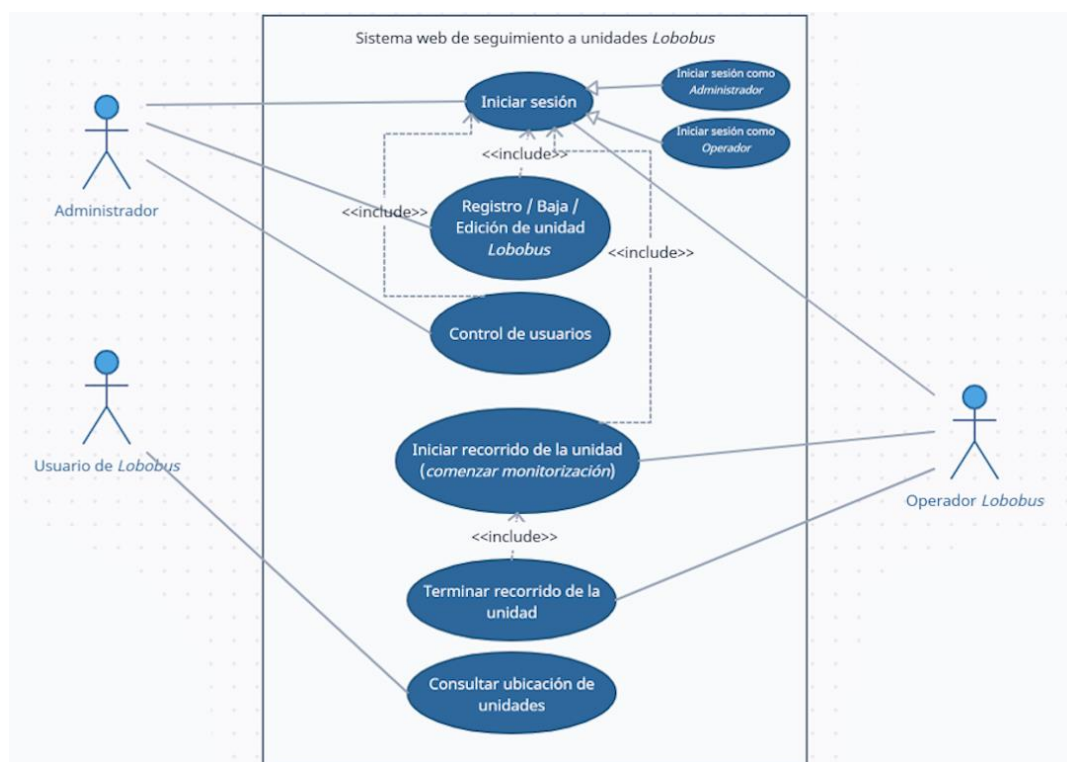 Sistema web de seguimiento a unidades Lobobus
Iniciar sesión
Iniciar sesión como
Administrador
Iniciar sesión como
Operador
<<include>>
Administrador
<<include>>
Registro / Baja /
Edición de unidad
Lobobus
<<include>>
Control de usuarios
Usuario de Lobobus
Iniciar recorrido de la unidad
(comenzar monitorización)
Operador Lobobus
<<include>>
Terminar recorrido de la
unidad
Consultar ubicación de
unidades